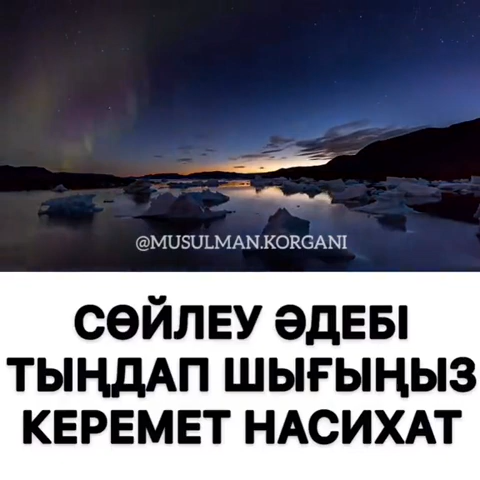 @MUSULMAN.KORGANI
СӨЙЛЕУ ӘДЕБІ
ТЫҢДАП ШЫҒЫҢЫЗ
КЕРЕМЕТ НАСИХАТ